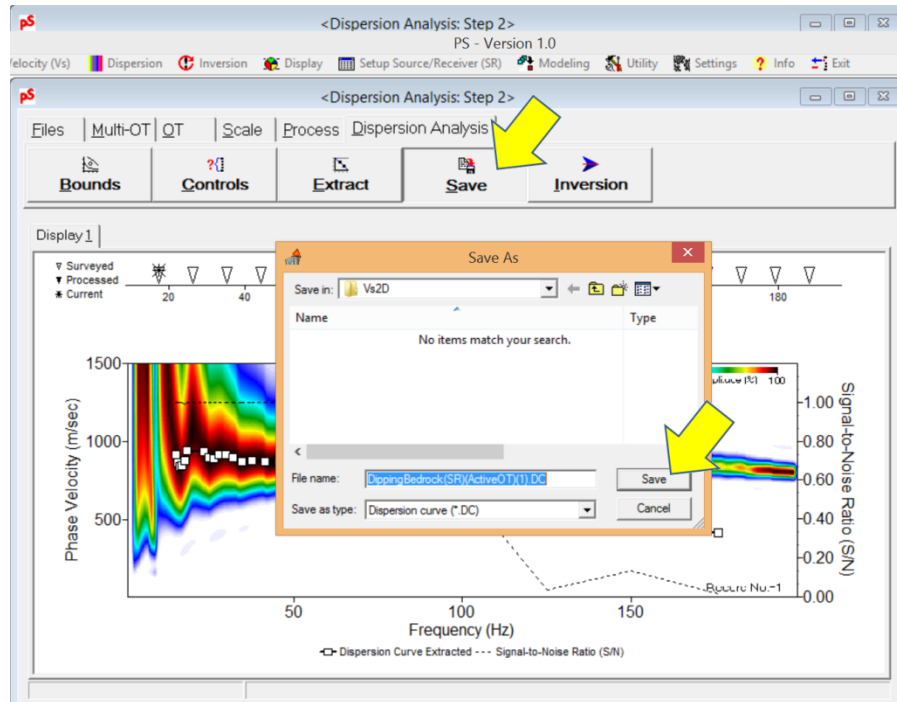 pS <Dispersion Analysis: Step 2>
PS - Version 1.0
elocity (Vs) Dispersion Inversion Display Setup Source/Receiver (SR) Modeling Utility Settings ? Info Exit
pS <Dispersion Analysis: Step 2>
Files Multi-OT OT Scale Process Dispersion Analysis
Bounds Controls Extract Save Inversion
Display 1
Surveyed
Processed
Current
20 40 180
Save As
Save in: Vs2D
Name Type
No items match your search.
File name: DippingBedrock(SR)(ActiveOT)(1).DC Save
Save as type: Dispersion curve (*.DC) Cancel
Phase Velocity (m/sec)
1500
1000
500
100
1.00
0.80
0.60
0.40
0.20
0.00
Signal-to-Noise Ratio (S/N)
Record No.=1
50 100 150
Frequency (Hz)
Dispersion Curve Extracted --- Signal-to-Noise Ratio (S/N)